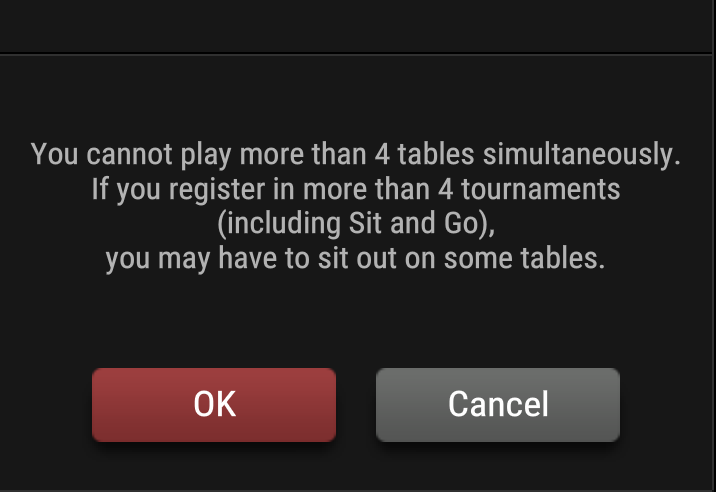 You cannot play more than 4 tables simultaneously.
If you register in more than 4 tournaments
(including Sit and Go),
you may have to sit out on some tables.
OK
Cancel